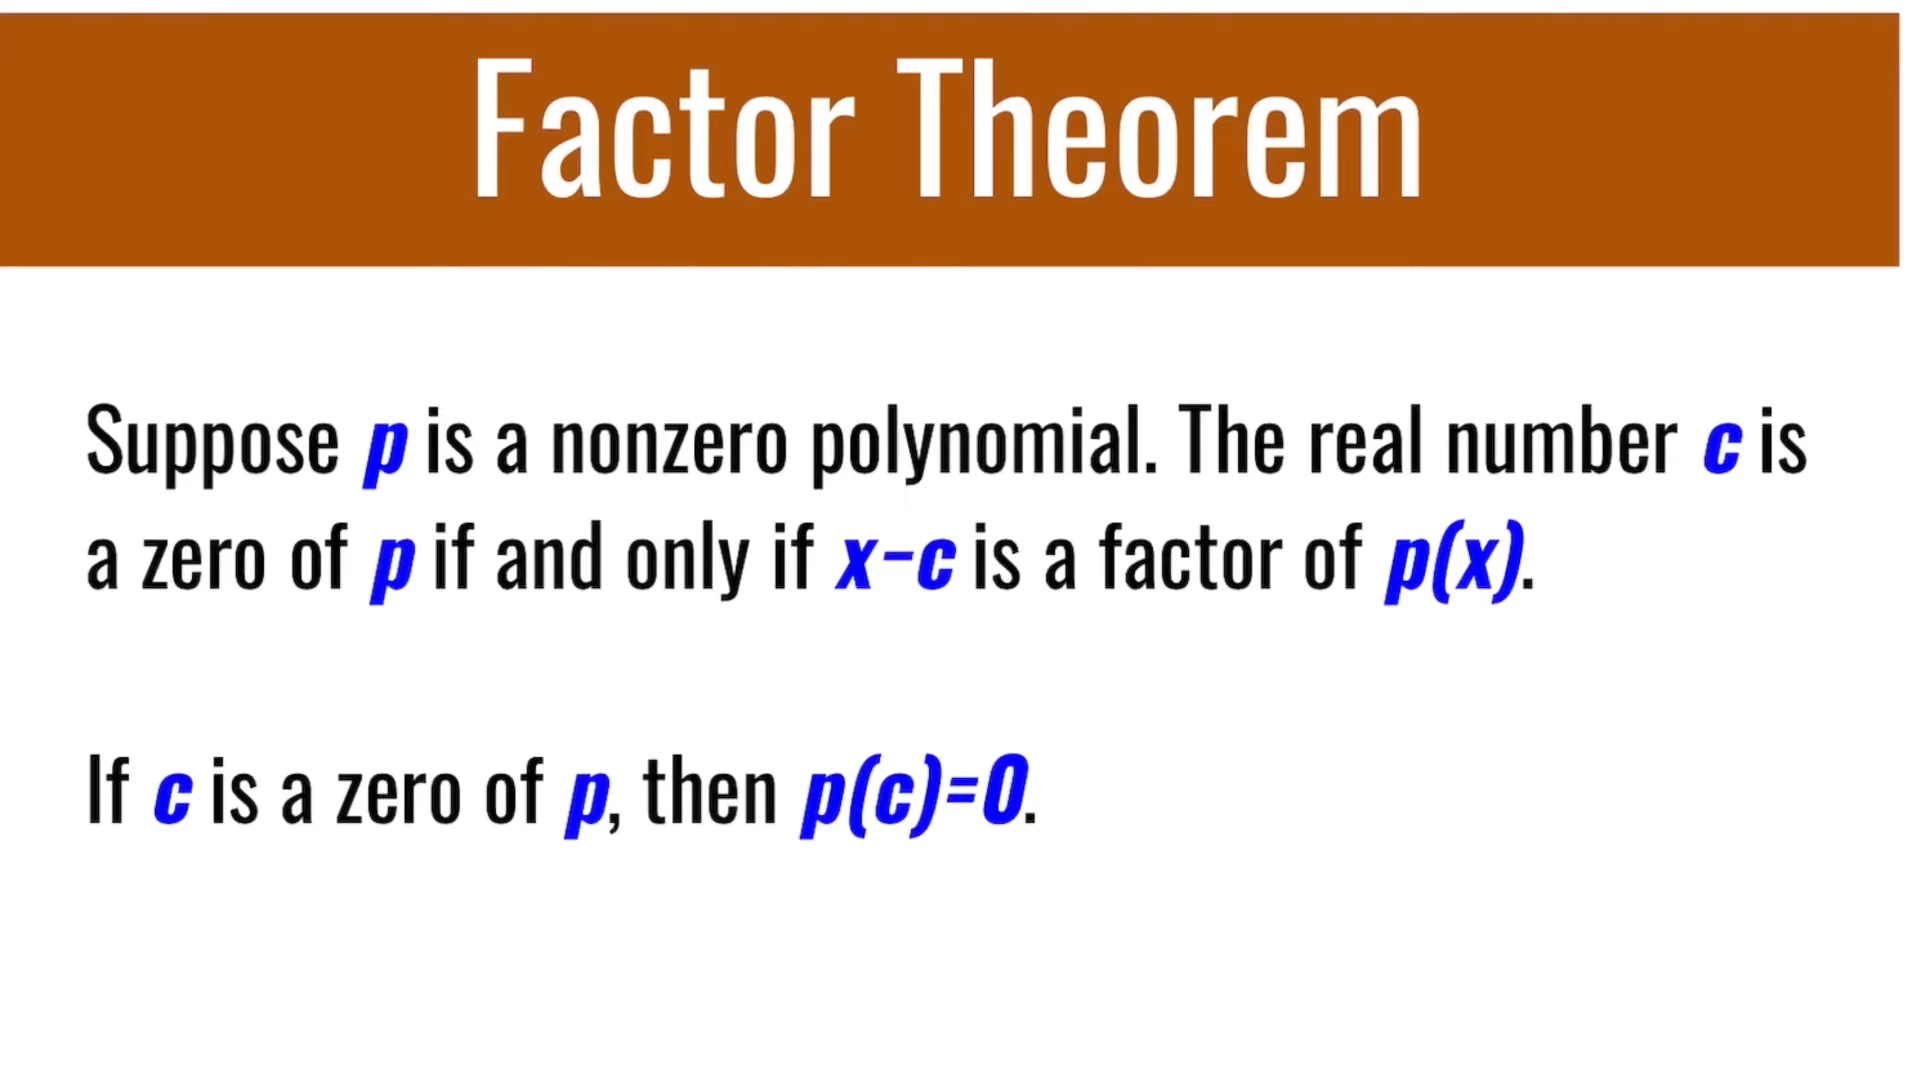 Factor Theorem
Suppose p is a nonzero polynomial. The real number c is
a zero of p if and only if x-c is a factor of p(x).
If c is a zero of p, then p(c)=0.